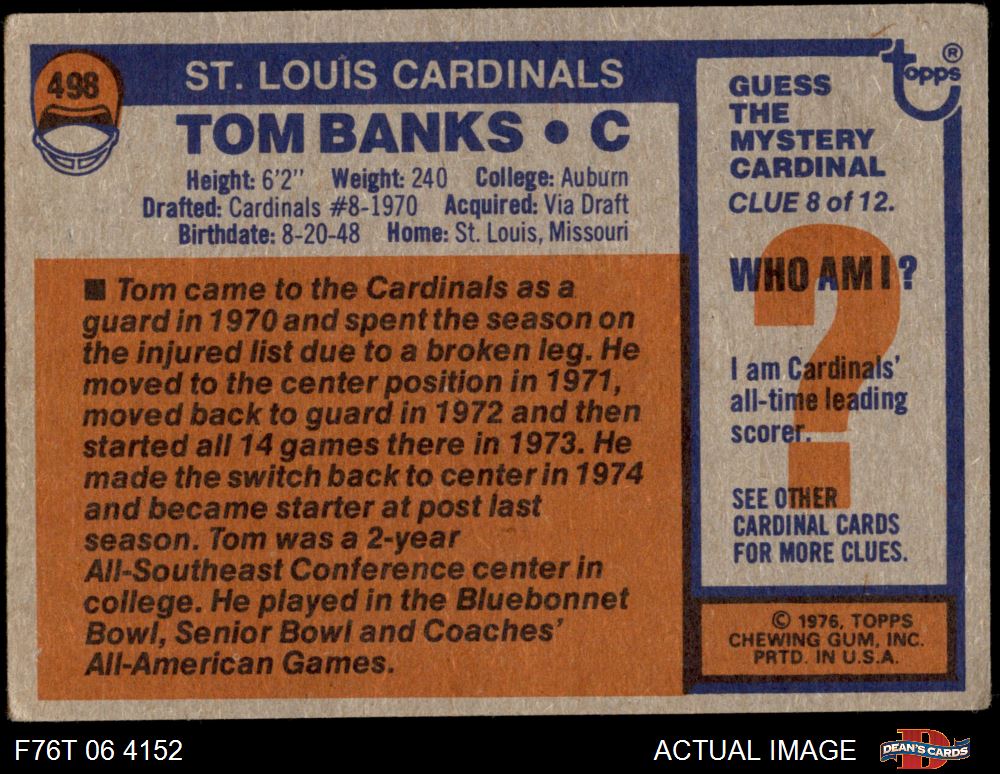 498
ST. LOUIS CARDINALS
TOM BANKS • C
Height: 6'2" Weight: 240 College: Auburn
Drafted: Cardinals #8-1970 Acquired: Via Draft
Birthdate: 8-20-48 Home: St. Louis, Missouri
■ Tom came to the Cardinals as a
guard in 1970 and spent the season on
the injured list due to a broken leg. He
moved to the center position in 1971,
moved back to guard in 1972 and then
started all 14 games there in 1973. He
made the switch back to center in 1974
and became starter at post last
season. Tom was a 2-year
All-Southeast Conference center in
college. He played in the Bluebonnet
Bowl, Senior Bowl and Coaches'
All-American Games.
topps®
GUESS
THE
MYSTERY
CARDINAL
CLUE 8 of 12.
WHO AM I ?
I am Cardinals'
all-time leading
scorer.
SEE OTHER
CARDINAL CARDS
FOR MORE CLUES.
© 1976, TOPPS
CHEWING GUM, INC.
PRTD. IN U.S.A.
F76T 06 4152
ACTUAL IMAGE
DEAN'S CARDS